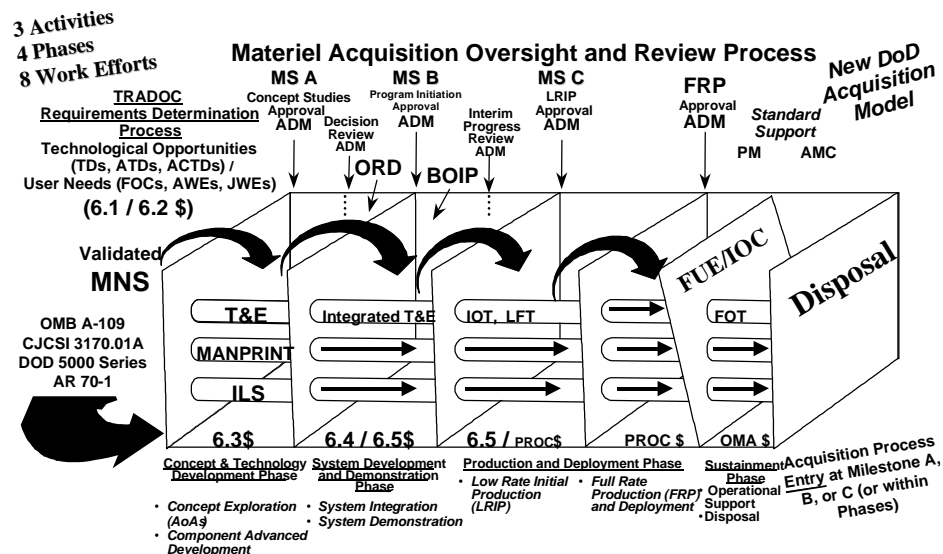 3 Activities
4 Phases
8 Work Efforts
Materiel Acquisition Oversight and Review Process
New DoD
Acquisition
Model
TRADOC
Requirements Determination
Process
Technological Opportunities
(TDs, ATDs, ACTDs) /
User Needs (FOCs, AWEs, JWEs)
(6.1 / 6.2 $)
MS A
Concept Studies
Approval
ADM
Decision
Review
ADM
MS B
Program Initiation
Approval
ADM
Interim
Progress
Review
ADM
MS C
LRIP
Approval
ADM
FRP
Approval
ADM
Standard
Support
PM AMC
ORD
BOIP
Validated
MNS
OMB A-109
CJCSI 3170.01A
DOD 5000 Series
AR 70-1
FUE/IOC
Disposal
T&E
Integrated T&E
IOT, LFT
FOT
MANPRINT
ILS
6.3$
6.4 / 6.5$
6.5 / PROC$
PROC $
OMA $
Concept & Technology
Development Phase
• Concept Exploration
(AoAs)
• Component Advanced
Development
System Development
and Demonstration
Phase
• System Integration
• System Demonstration
Production and Deployment Phase
• Low Rate Initial
Production
(LRIP)
• Full Rate
Production (FRP)
and Deployment
Sustainment
Phase
• Operational
Support
•Disposal
Acquisition Process
Entry at Milestone A,
B, or C (or within
Phases)